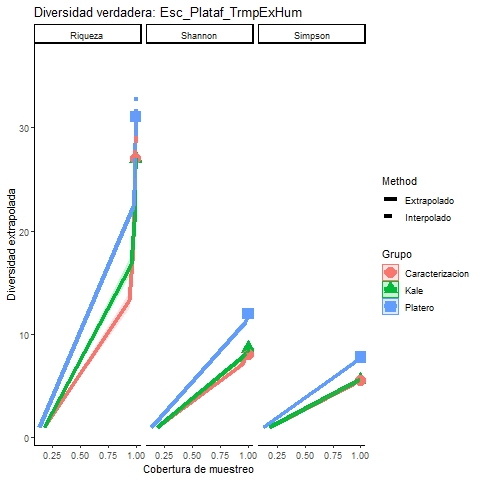 Diversidad verdadera: Esc_Plataf_TrmpExHum
Riqueza Shannon Simpson
Diversidad extrapolada
30
20
10
0
0.25 0.50 0.75 1.00 0.25 0.50 0.75 1.00 0.25 0.50 0.75 1.00
Cobertura de muestreo
Method
Extrapolado
Interpolado
Grupo
Caracterizacion
Kale
Platero